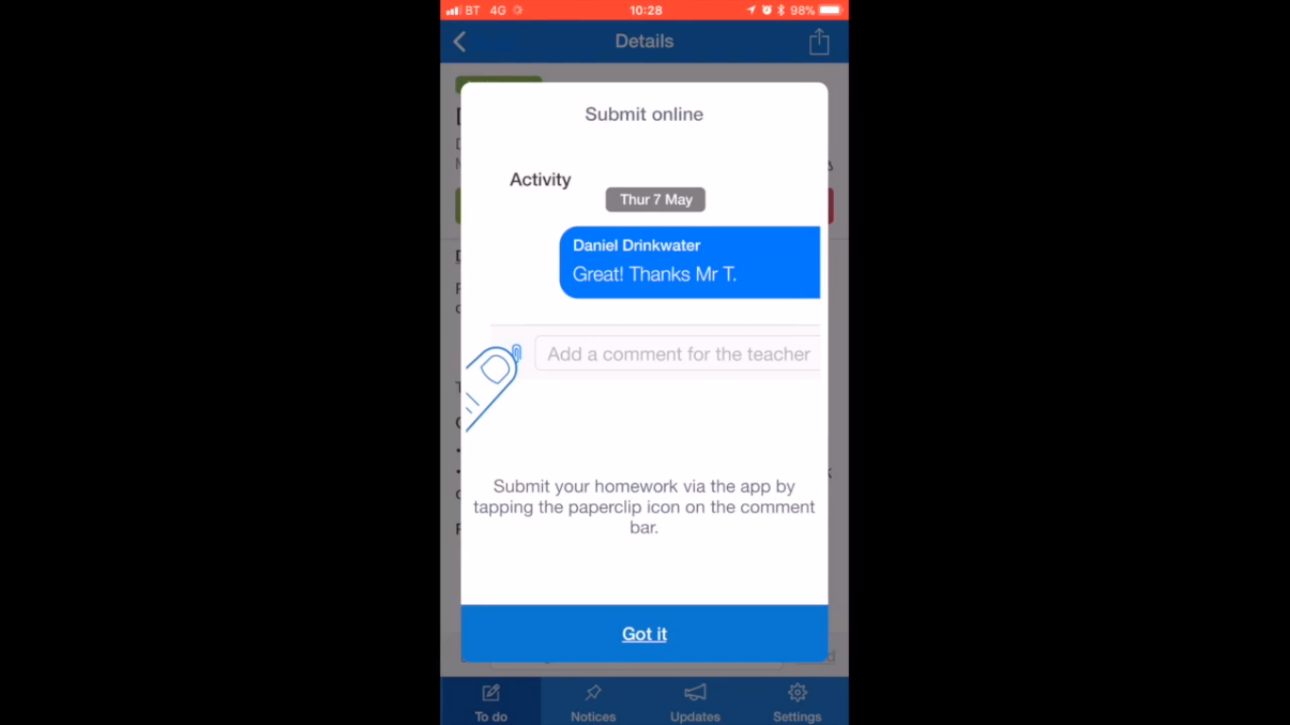 BT 4G 10:28 98%
Details
Submit online
Activity
Thur 7 May
Daniel Drinkwater
Great! Thanks Mr T.
Add a comment for the teacher
Submit your homework via the app by
tapping the paperclip icon on the comment
bar.
Got it
To do Notices Updates Settings